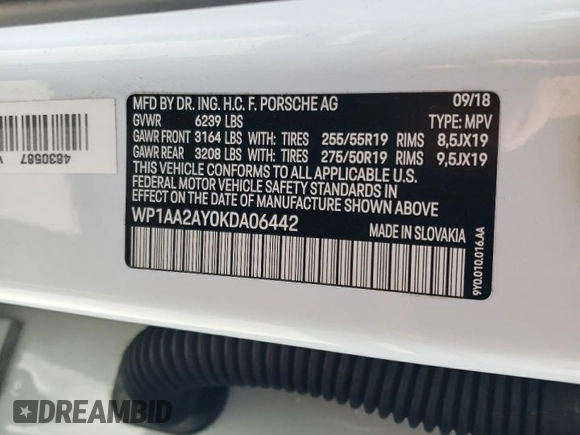 MFD BY DR. ING. H.C. F. PORSCHE AG 09/18
GVWR 6239 LBS TYPE: MPV
GAWR FRONT 3164 LBS WITH: TIRES 255/55R19 RIMS 8,5JX19
GAWR REAR 3208 LBS WITH: TIRES 275/50R19 RIMS 9,5JX19
THIS VEHICLE CONFORMS TO ALL APPLICABLE U.S.
FEDERAL MOTOR VEHICLE SAFETY STANDARDS IN
EFFECT ON THE DATE OF MANUFACTURE SHOWN ABOVE.
WP1AA2AY0KDA06442 MADE IN SLOVAKIA
9Y0.010.016.AA
4830587
DREAMBID